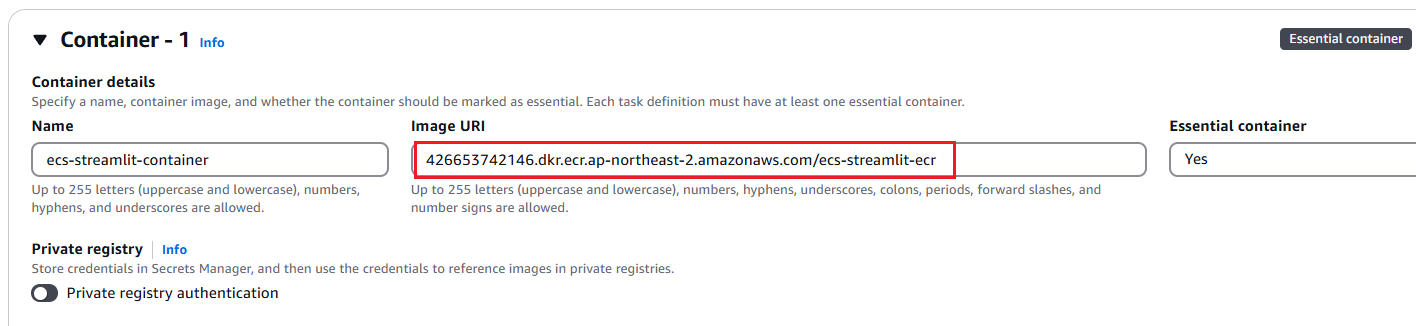 Container - 1 Info
Essential container
Container details
Specify a name, container image, and whether the container should be marked as essential. Each task definition must have at least one essential container.
Name
Image URI
Essential container
ecs-streamlit-container
426653742146.dkr.ecr.ap-northeast-2.amazonaws.com/ecs-streamlit-ecr
Yes
Up to 255 letters (uppercase and lowercase), numbers,
hyphens, and underscores are allowed.
Up to 255 letters (uppercase and lowercase), numbers, hyphens, underscores, colons, periods, forward slashes, and
number signs are allowed.
Private registry Info
Store credentials in Secrets Manager, and then use the credentials to reference images in private registries.
Private registry authentication